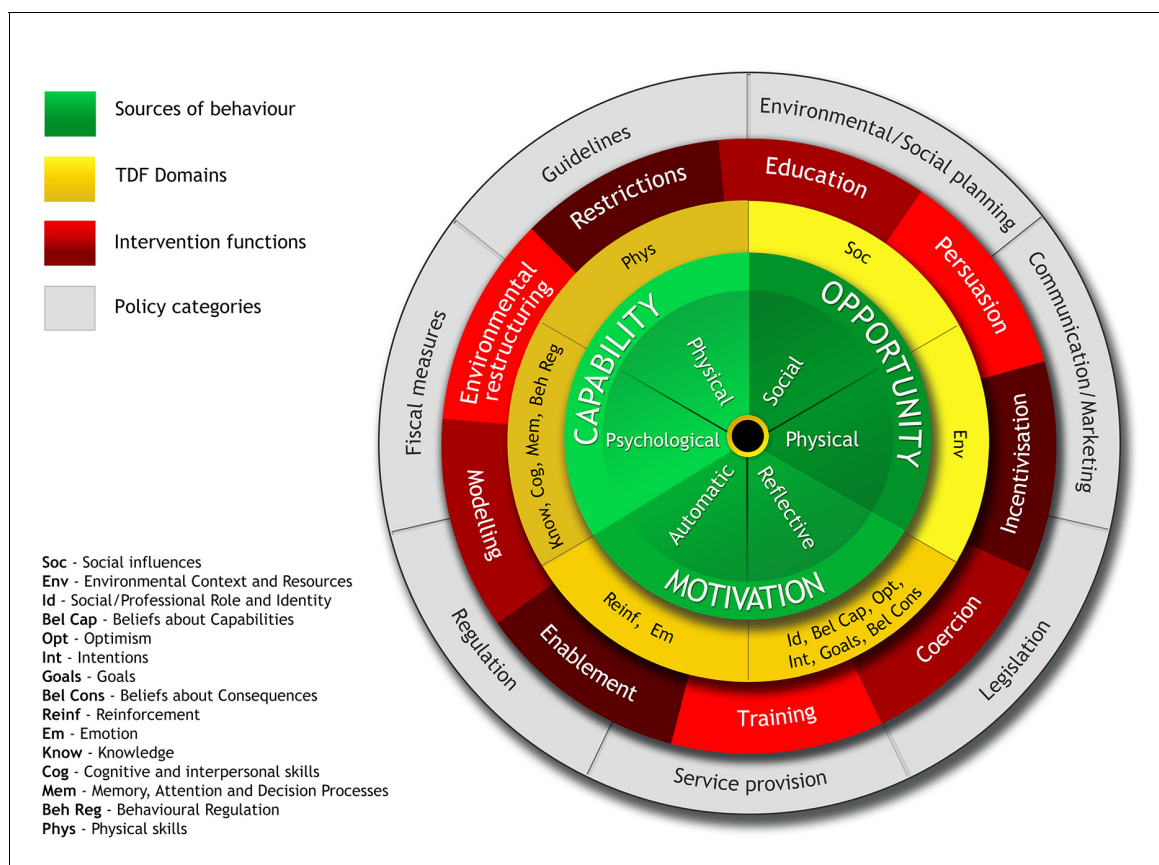 Sources of behaviour
TDF Domains
Intervention functions
Policy categories
Soc - Social influences
Env - Environmental Context and Resources
Id - Social/Professional Role and Identity
Bel Cap - Beliefs about Capabilities
Opt - Optimism
Int - Intentions
Goals - Goals
Bel Cons - Beliefs about Consequences
Reinf - Reinforcement
Em - Emotion
Know - Knowledge
Cog - Cognitive and interpersonal skills
Mem - Memory, Attention and Decision Processes
Beh Reg - Behavioural Regulation
Phys - Physical skills
Guidelines
Environmental/Social planning
Communication/Marketing
Legislation
Service provision
Regulation
Fiscal measures
Restrictions
Education
Persuasion
Incentivisation
Coercion
Training
Enablement
Modelling
Environmental
restructuring
Phys
Soc
Env
Id, Bel Cap, Opt,
Int, Goals, Bel Cons
Reinf, Em
Know, Cog, Mem, Beh Reg
CAPABILITY
OPPORTUNITY
MOTIVATION
Physical
Social
Physical
Reflective
Automatic
Psychological